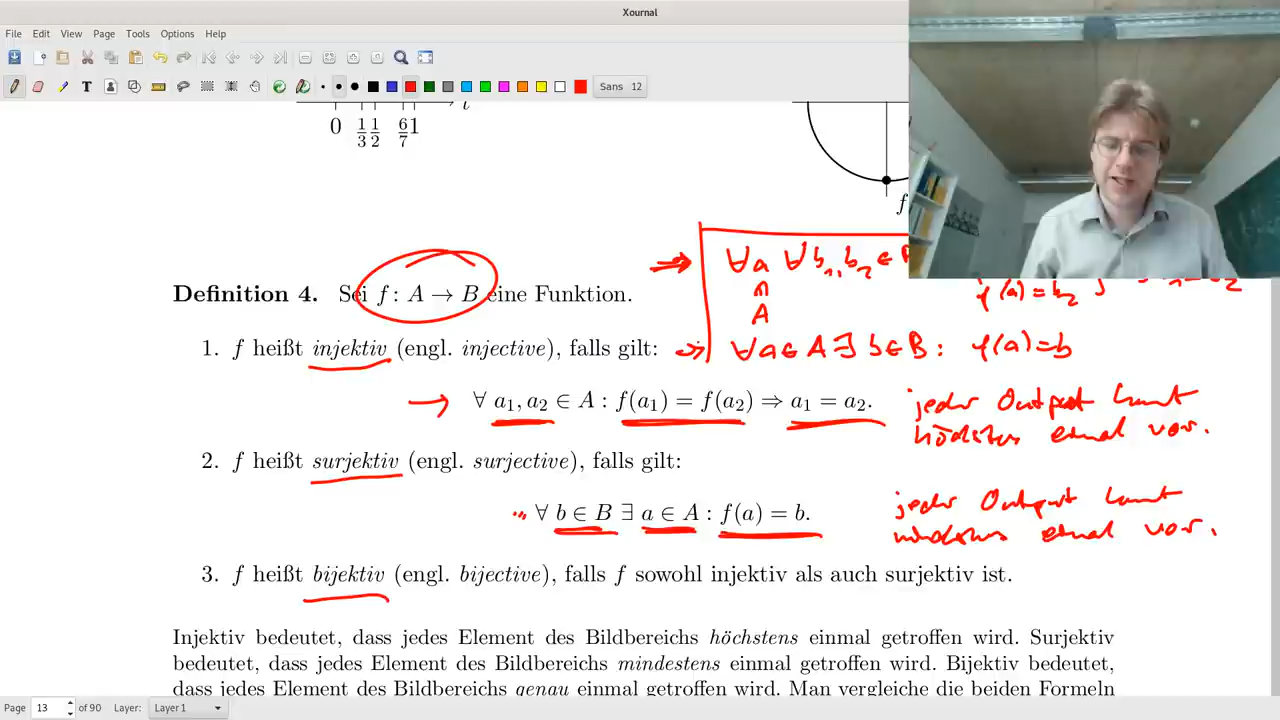 Xournal
File Edit View Page Tools Options Help
Sans 12
0 1/3 1/2 6/7 1
f
Definition 4. Sei f: A → B eine Funktion.
∀a ∀b₁, b₂ ∈ B
∈
A
φ(a) = b₂
1. f heißt injektiv (engl. injective), falls gilt:
∀a ∈ A ∃ b ∈ B: φ(a) = b
∀ a₁, a₂ ∈ A : f(a₁) = f(a₂) ⇒ a₁ = a₂.
jeder Output kommt
höchstens einmal vor.
2. f heißt surjektiv (engl. surjective), falls gilt:
∀ b ∈ B ∃ a ∈ A : f(a) = b.
jeder Output kommt
mindestens einmal vor.
3. f heißt bijektiv (engl. bijective), falls f sowohl injektiv als auch surjektiv ist.
Injektiv bedeutet, dass jedes Element des Bildbereichs höchstens einmal getroffen wird. Surjektiv
bedeutet, dass jedes Element des Bildbereichs mindestens einmal getroffen wird. Bijektiv bedeutet,
dass jedes Element des Bildbereichs genau einmal getroffen wird. Man vergleiche die beiden Formeln
Page 13 of 90 Layer: Layer 1